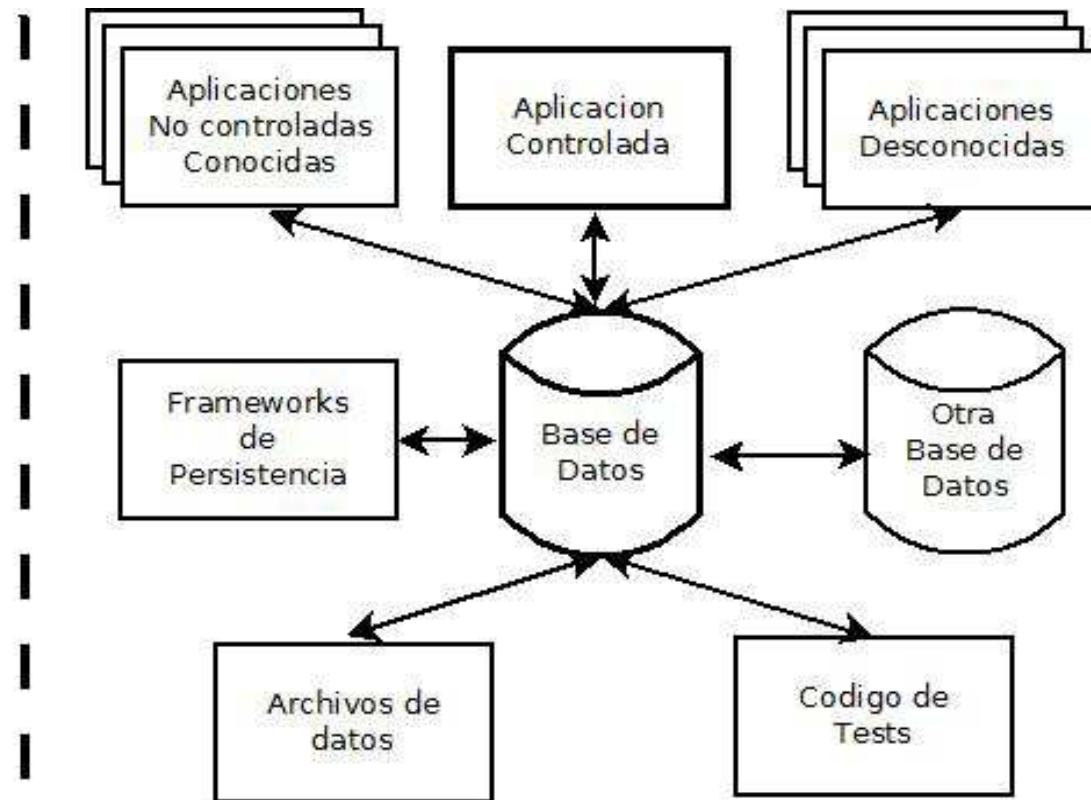 Aplicaciones
No controladas
Conocidas
Aplicacion
Controlada
Aplicaciones
Desconocidas
Frameworks
de
Persistencia
Base de
Datos
Otra
Base de
Datos
Archivos de
datos
Codigo de
Tests